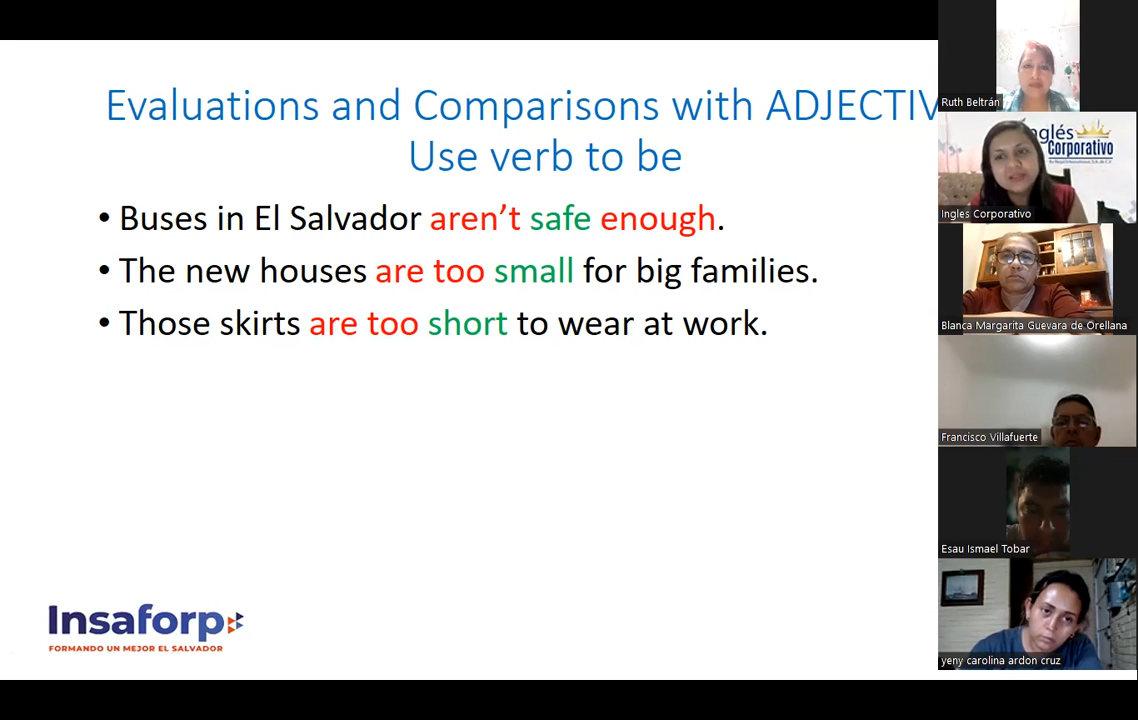 Evaluations and Comparisons with ADJECTIV
Use verb to be
• Buses in El Salvador aren’t safe enough.
• The new houses are too small for big families.
• Those skirts are too short to wear at work.
Insaforp
FORMANDO UN MEJOR EL SALVADOR
Ruth Beltrán
Inglés
Corporativo
Ingles Corporativo
Blanca Margarita Guevara de Orellana
Francisco Villafuerte
Esau Ismael Tobar
yeny carolina ardon cruz